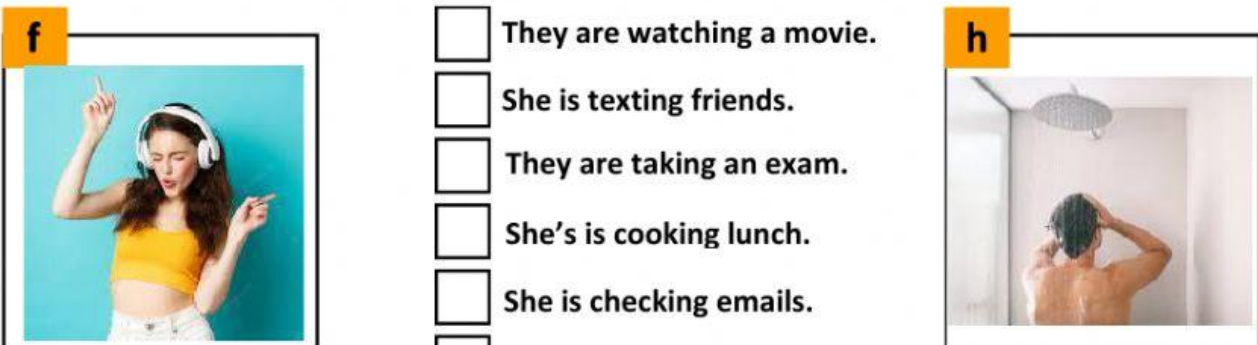 f
They are watching a movie.
She is texting friends.
They are taking an exam.
She's is cooking lunch.
She is checking emails.
h